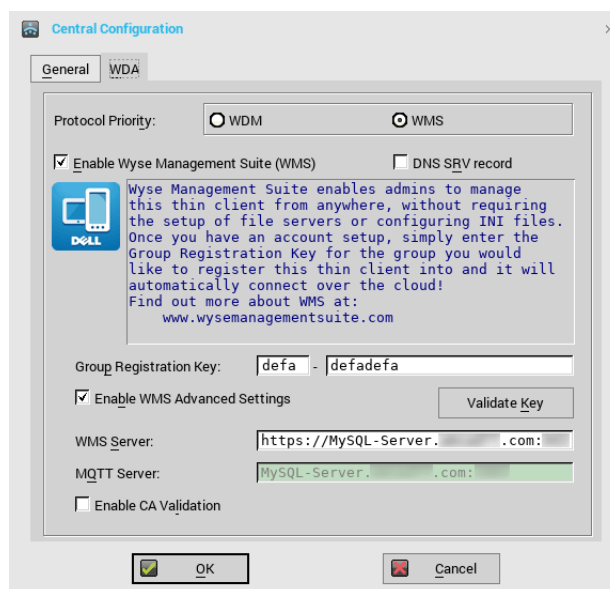 Central Configuration
General WDA
Protocol Priority: WDM WMS
Enable Wyse Management Suite (WMS) DNS SRV record
Wyse Management Suite enables admins to manage
this thin client from anywhere, without requiring
the setup of file servers or configuring INI files.
Once you have an account setup, simply enter the
Group Registration Key for the group you would
like to register this thin client into and it will
automatically connect over the cloud!
Find out more about WMS at:
www.wysemanagementsuite.com
DELL
Group Registration Key: defa - defadefa
Enable WMS Advanced Settings Validate Key
WMS Server: https://MySQL-Server. .com:
MQTT Server: MySQL-Server. .com:
Enable CA Validation
OK Cancel